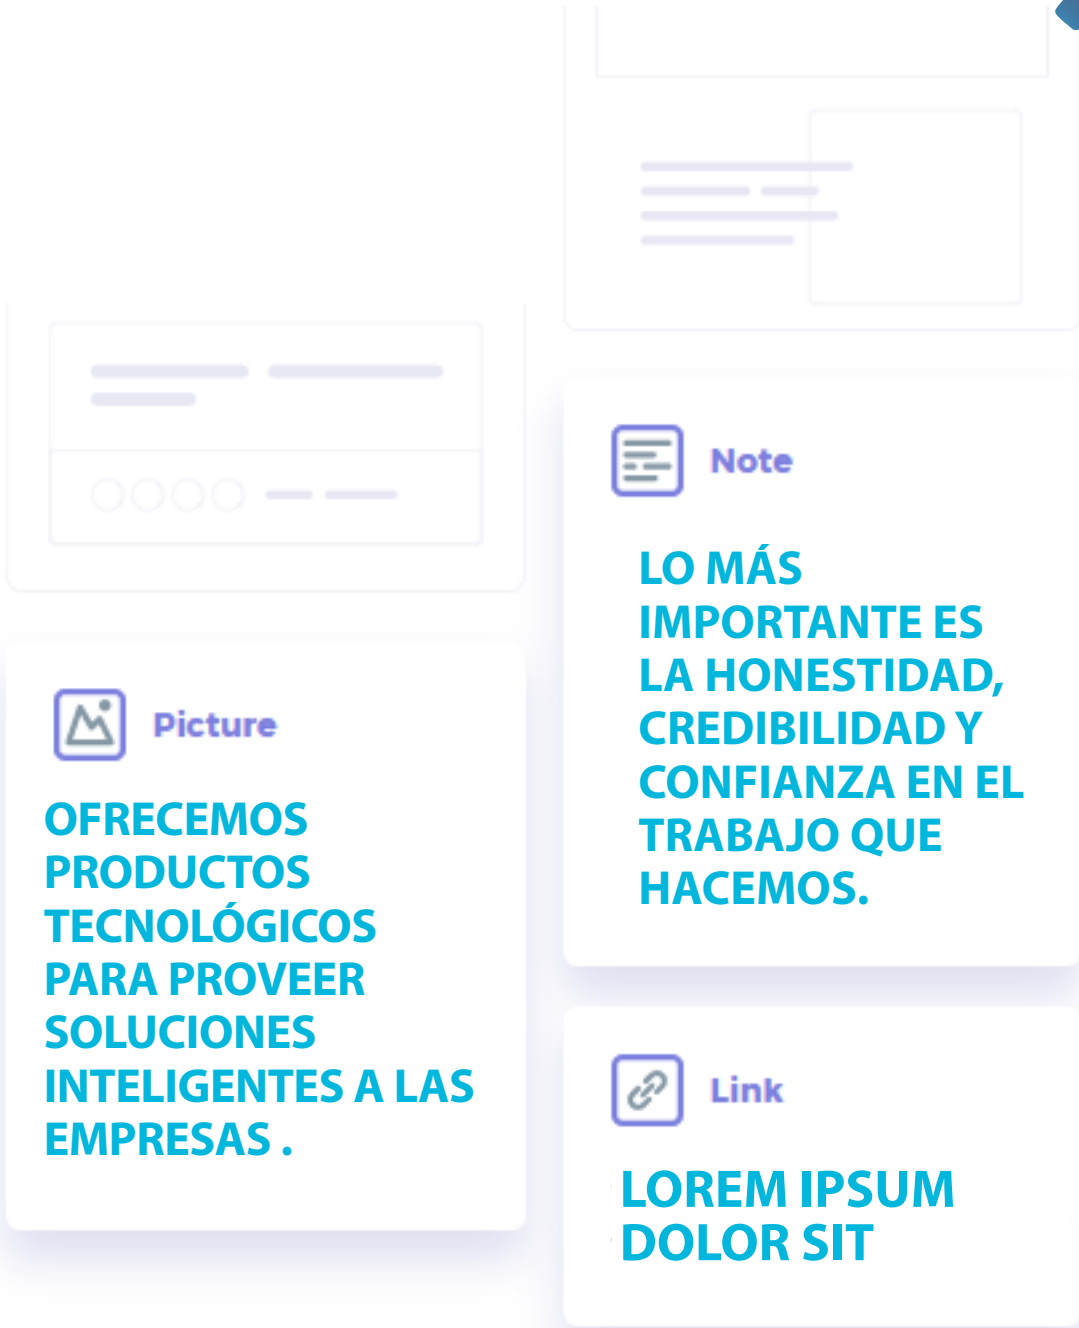 Picture
OFRECEMOS
PRODUCTOS
TECNOLÓGICOS
PARA PROVEER
SOLUCIONES
INTELIGENTES A LAS
EMPRESAS .
Note
LO MÁS
IMPORTANTE ES
LA HONESTIDAD,
CREDIBILIDAD Y
CONFIANZA EN EL
TRABAJO QUE
HACEMOS.
Link
LOREM IPSUM
DOLOR SIT